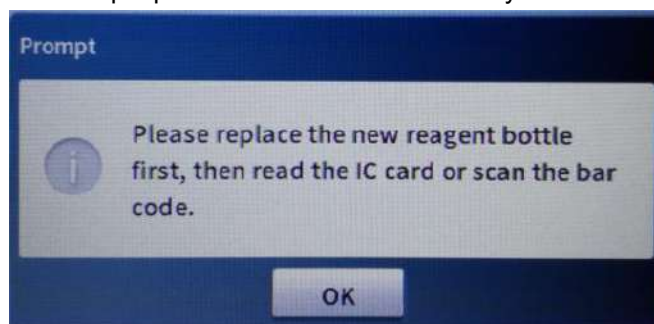 Prompt
Please replace the new reagent bottle
first, then read the IC card or scan the bar
code.
OK